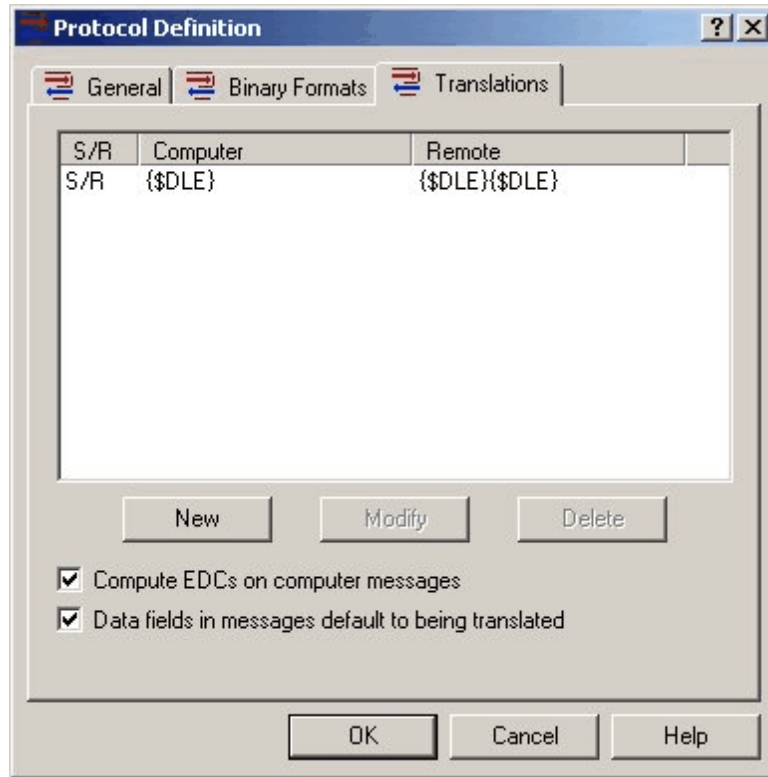 Protocol Definition
General Binary Formats Translations
S/R Computer Remote
S/R {$DLE} {$DLE}{$DLE}
New Modify Delete
Compute EDCs on computer messages
Data fields in messages default to being translated
OK Cancel Help